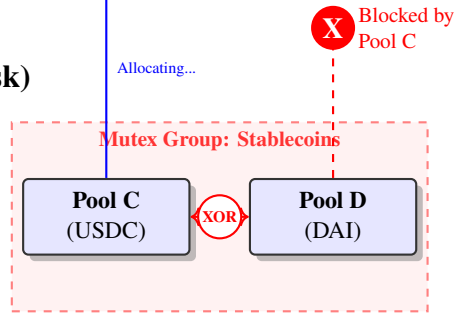 X
Blocked by
Pool C
Allocating...
sk)
Mutex Group: Stablecoins
Pool C
(USDC)
XOR
Pool D
(DAI)